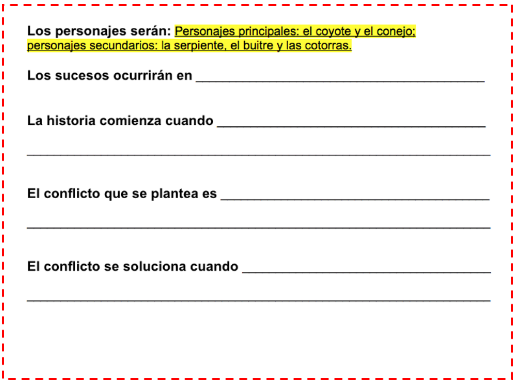 Los personajes serán: Personajes principales: el coyote y el conejo;
personajes secundarios: la serpiente, el buitre y las cotorras.
Los sucesos ocurrirán en
La historia comienza cuando
El conflicto que se plantea es
El conflicto se soluciona cuando